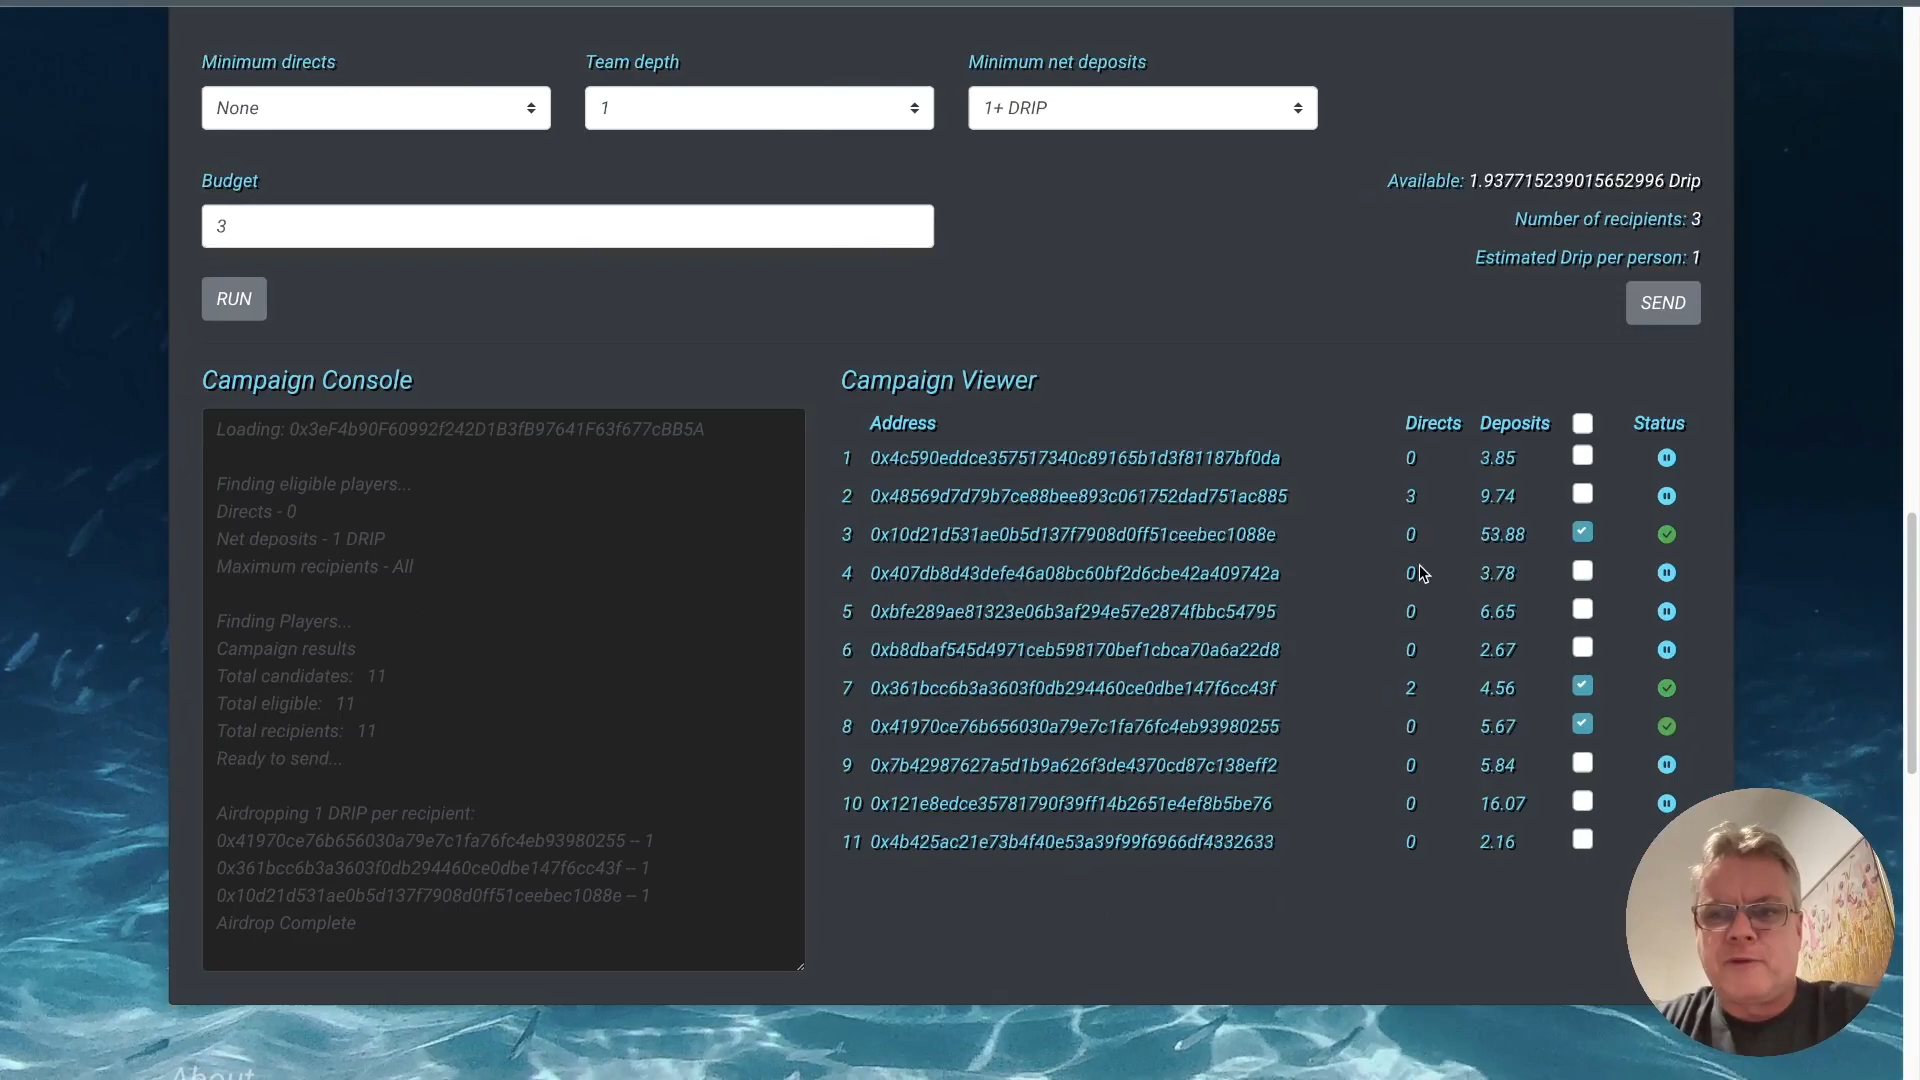 Minimum directs
Team depth
Minimum net deposits
None
1
1+ DRIP
Budget
Available: 1.937715239015652996 Drip
3
Number of recipients: 3
Estimated Drip per person: 1
RUN
SEND
Campaign Console
Loading: 0x3eF4b90F60992f242D1B3fB97641F63f677cBB5A
Finding eligible players...
Directs - 0
Net deposits - 1 DRIP
Maximum recipients - All
Finding Players...
Campaign results
Total candidates: 11
Total eligible: 11
Total recipients: 11
Ready to send...
Airdropping 1 DRIP per recipient:
0x41970ce76b656030a79e7c1fa76fc4eb93980255 -- 1
0x361bcc6b3a3603f0db294460ce0dbe147f6cc43f -- 1
0x10d21d531ae0b5d137f7908d0ff51ceebec1088e -- 1
Airdrop Complete
Campaign Viewer
Address Directs Deposits Status
1 0x4c590eddce357517340c89165b1d3f81187bf0da 0 3.85
2 0x48569d7d79b7ce88bee893c061752dad751ac885 3 9.74
3 0x10d21d531ae0b5d137f7908d0ff51ceebec1088e 0 53.88
4 0x407db8d43defe46a08bc60bf2d6cbe42a409742a 0 3.78
5 0xbfe289ae81323e06b3af294e57e2874fbbc54795 0 6.65
6 0xb8dbaf545d4971ceb598170bef1cbca70a6a22d8 0 2.67
7 0x361bcc6b3a3603f0db294460ce0dbe147f6cc43f 2 4.56
8 0x41970ce76b656030a79e7c1fa76fc4eb93980255 0 5.67
9 0x7b42987627a5d1b9a626f3de4370cd87c138eff2 0 5.84
10 0x121e8edce35781790f39ff14b2651e4ef8b5be76 0 16.07
11 0x4b425ac21e73b4f40e53a39f99f6966df4332633 0 2.16
About